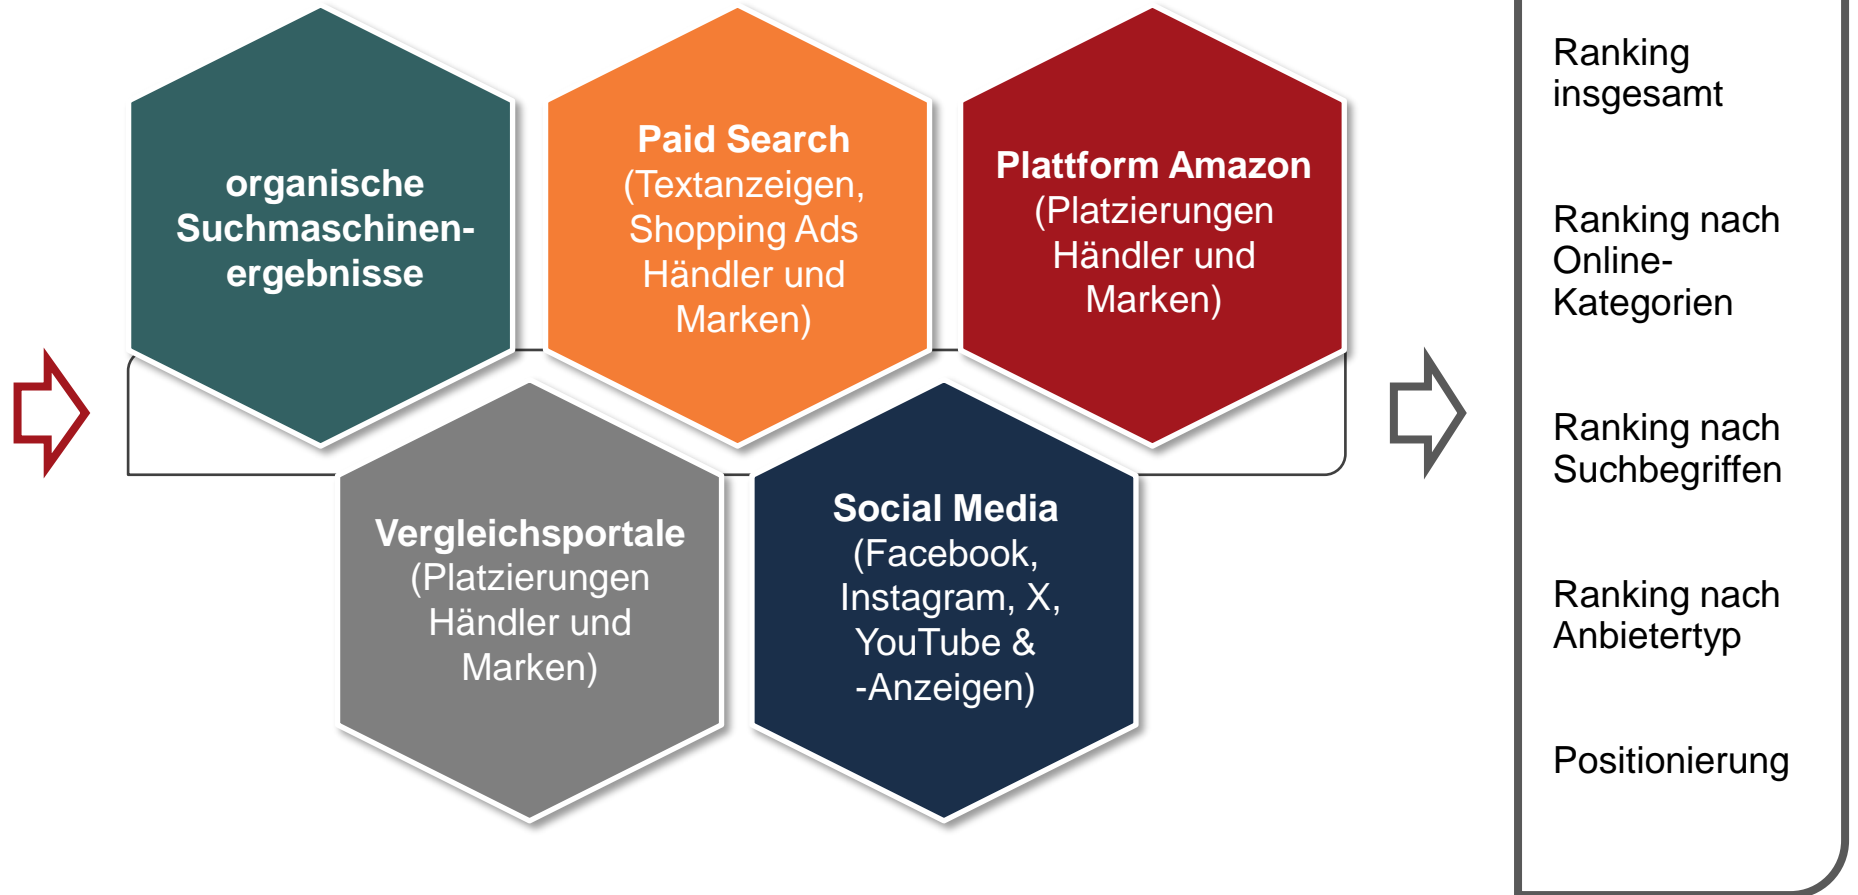 organische
Suchmaschinen-
ergebnisse
Paid Search
(Textanzeigen,
Shopping Ads
Händler und
Marken)
Plattform Amazon
(Platzierungen
Händler und
Marken)
Vergleichsportale
(Platzierungen
Händler und
Marken)
Social Media
(Facebook,
Instagram, X,
YouTube &
-Anzeigen)
Ranking
insgesamt
Ranking nach
Online-
Kategorien
Ranking nach
Suchbegriffen
Ranking nach
Anbietertyp
Positionierung